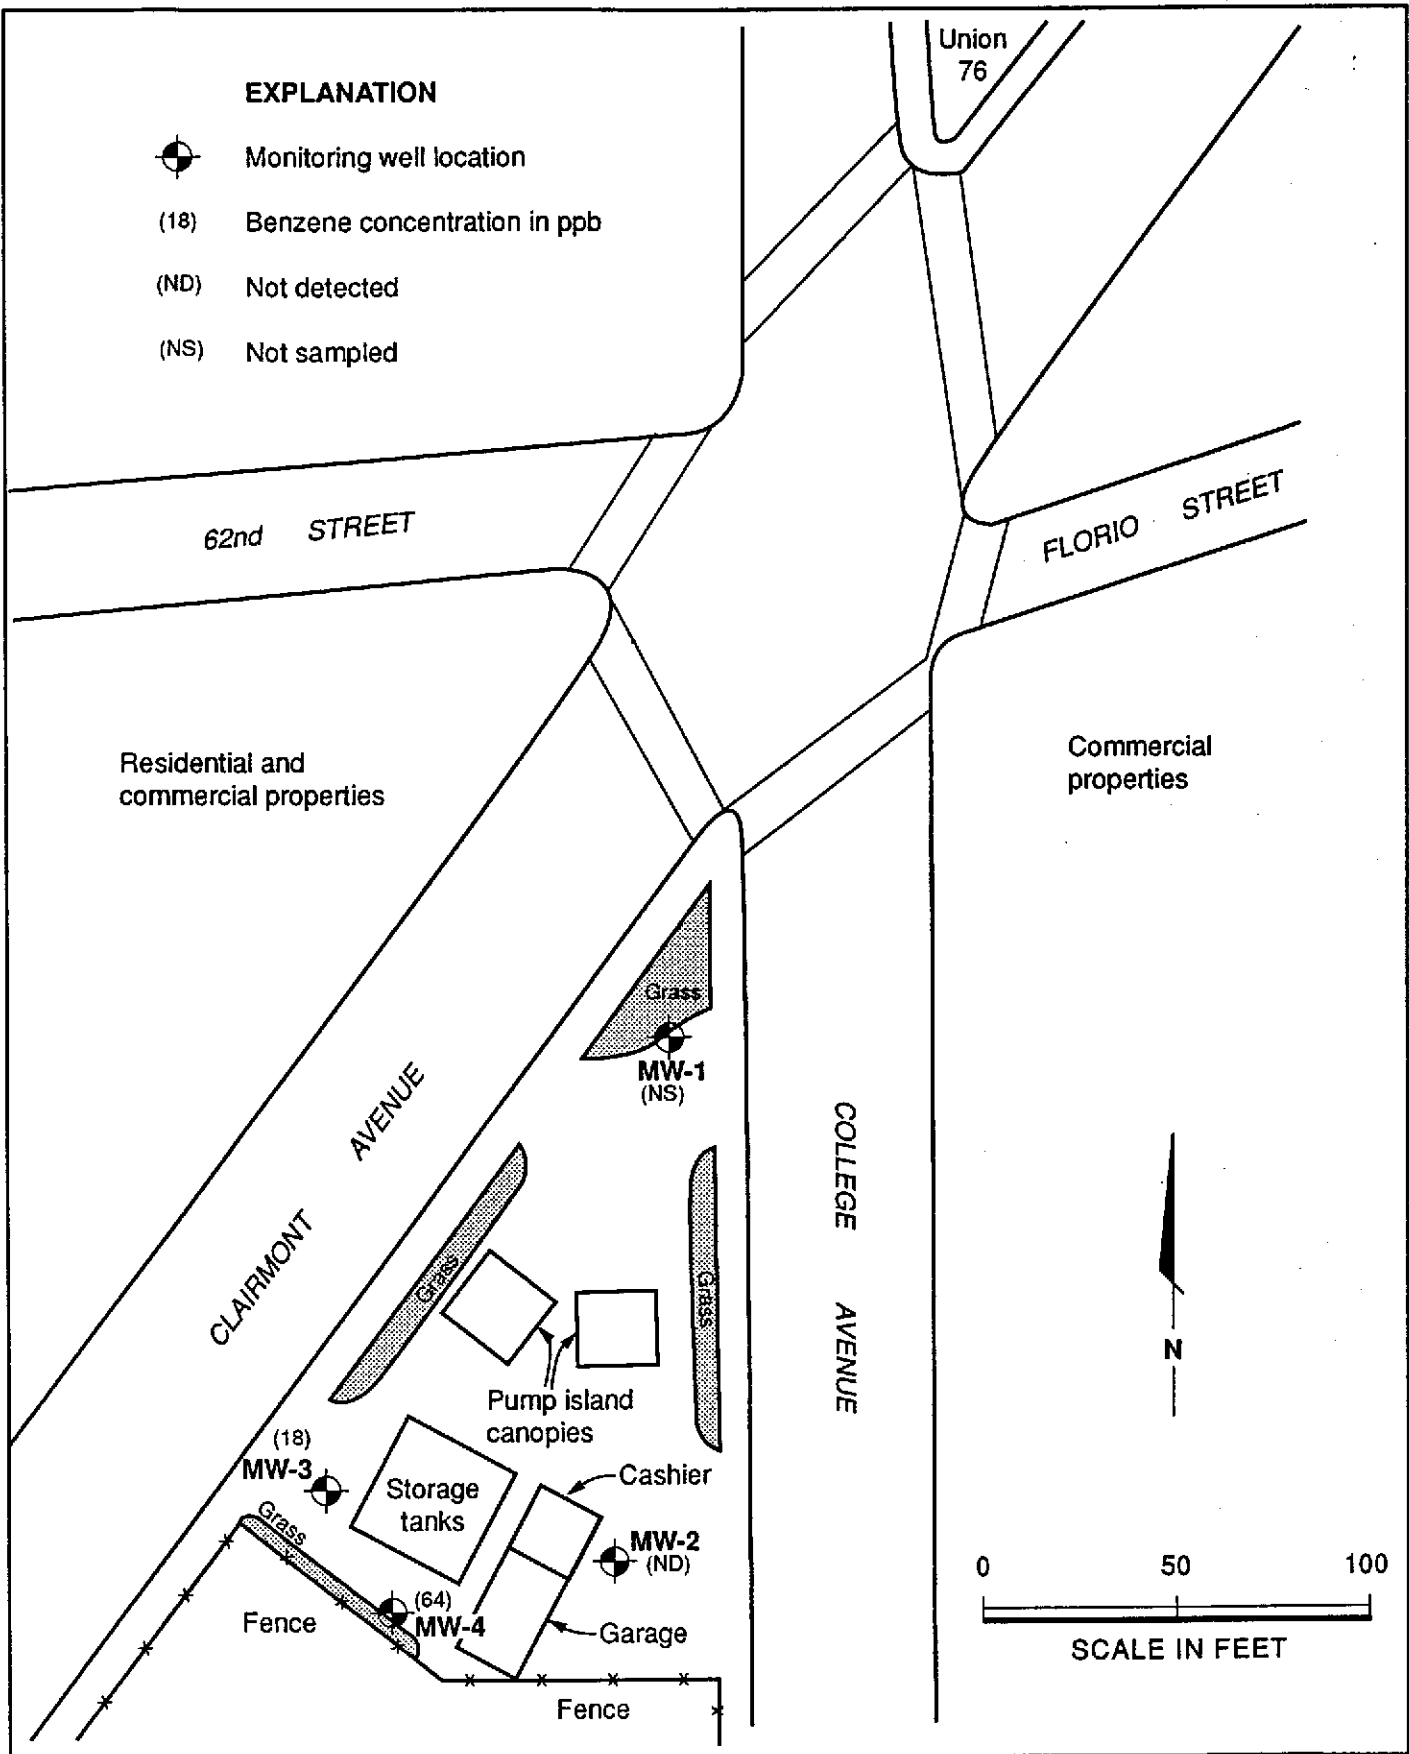 Union
76
EXPLANATION
Monitoring well location
(18) Benzene concentration in ppb
(ND) Not detected
(NS) Not sampled
62nd STREET
FLORIO STREET
Residential and
commercial properties
Commercial
properties
Grass
MW-1
(NS)
CLAIRMONT AVENUE
COLLEGE AVENUE
Grass
Grass
N
Pump island
canopies
(18)
MW-3
Storage
tanks
Cashier
Grass
MW-2
(ND)
(64)
MW-4
Fence
Garage
Fence
0 50 100
SCALE IN FEET